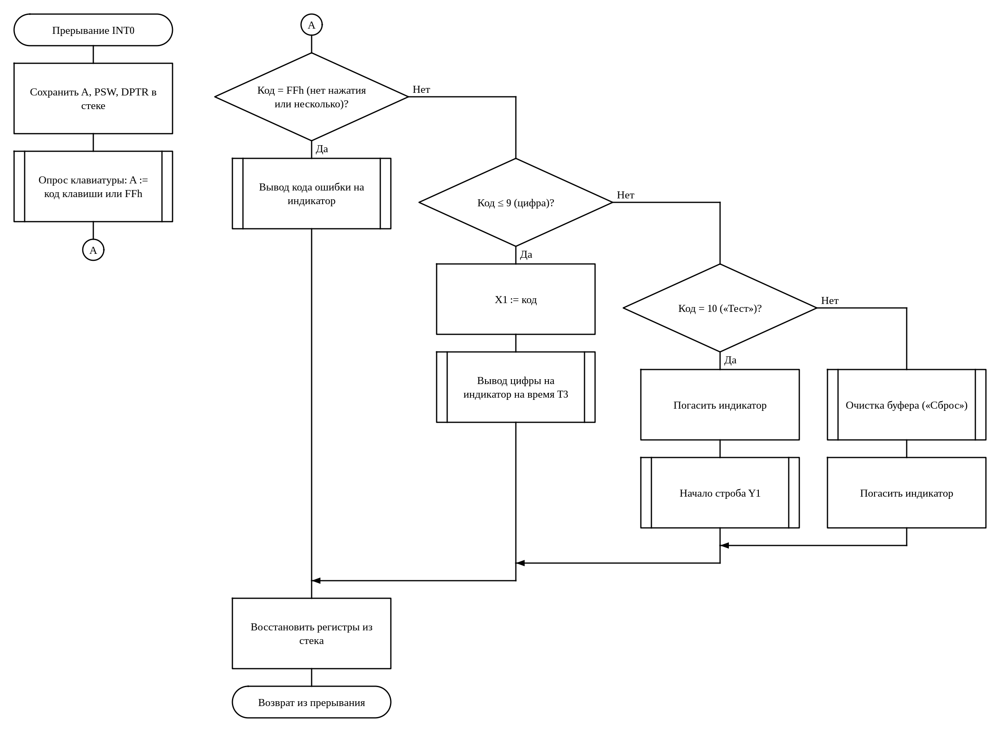 Прерывание INT0
Сохранить A, PSW, DPTR в
стеке
Опрос клавиатуры: A :=
код клавиши или FFh
А
А
Код = FFh (нет нажатия
или несколько)?
Нет
Да
Вывод кода ошибки на
индикатор
Код ≤ 9 (цифра)?
Нет
Да
X1 := код
Вывод цифры на
индикатор на время T3
Код = 10 («Тест»)?
Нет
Да
Погасить индикатор
Начало строба Y1
Очистка буфера («Сброс»)
Погасить индикатор
Восстановить регистры из
стека
Возврат из прерывания